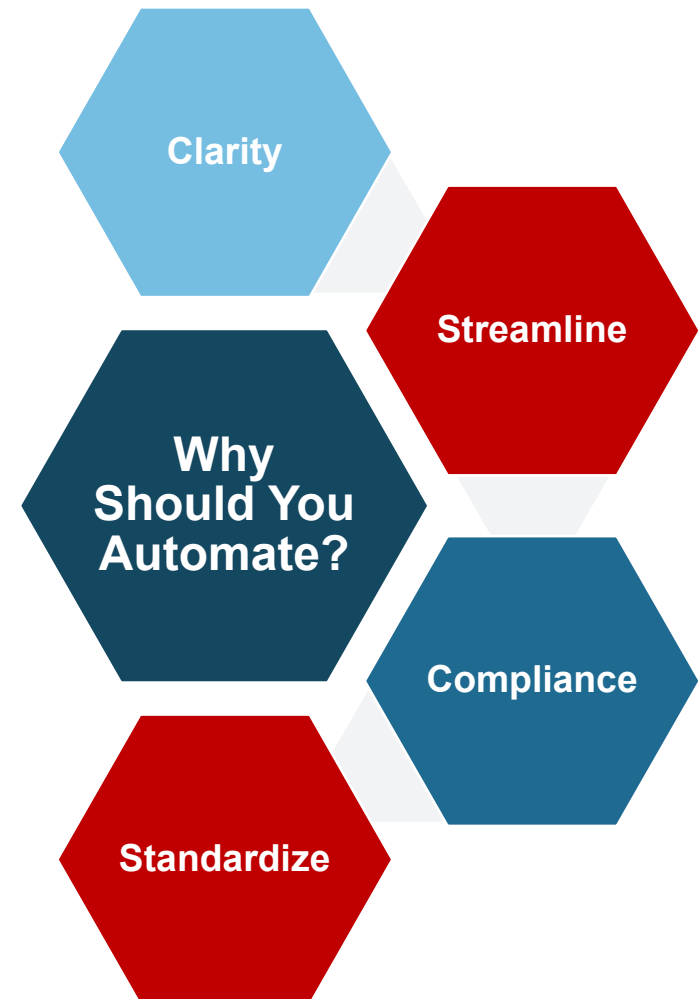 Clarity
Streamline
Why
Should You
Automate?
Compliance
Standardize